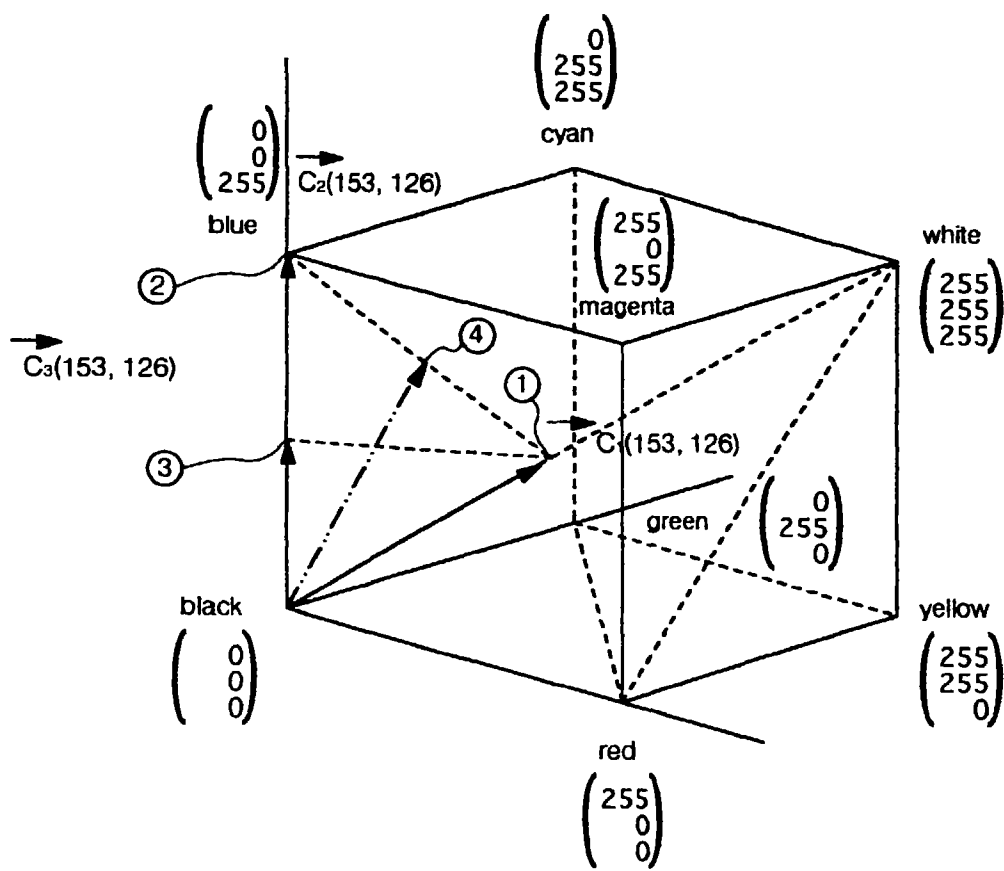 0
255
255
cyan
0
0
255
blue
C₂(153, 126)
255
0
255
magenta
white
255
255
255
②
C₃(153, 126)
④
①
C₁(153, 126)
③
green
0
255
0
black
0
0
0
yellow
255
255
0
red
255
0
0